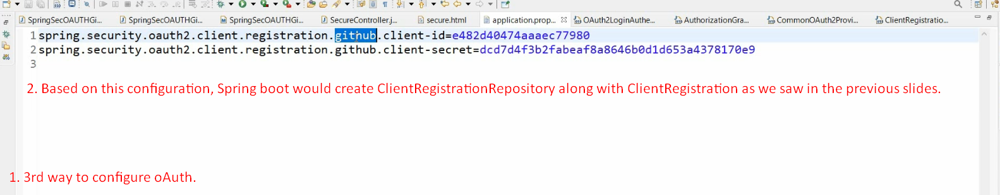 SpringSecOAUTHGi... SpringSecOAUTHGi... SpringSecOAUTHGi... SecureController.j... secure.html application.prop... OAuth2LoginAuthe... AuthorizationGra... CommonOAuth2Provi... ClientRegistratio...
1 spring.security.oauth2.client.registration.github.client-id=e482d40474aaaec77980
2 spring.security.oauth2.client.registration.github.client-secret=dcd7d4f3b2fabeaf8a8646b0d1d653a4378170e9
3
2. Based on this configuration, Spring boot would create ClientRegistrationRepository along with ClientRegistration as we saw in the previous slides.
1. 3rd way to configure oAuth.